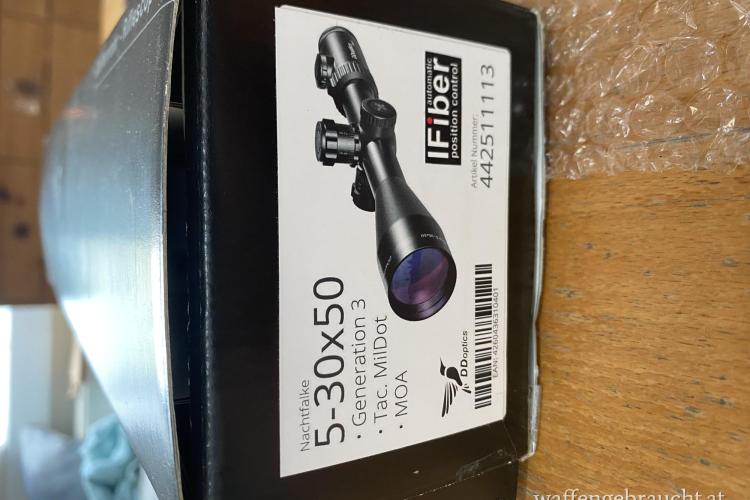 Nachtfalke
5-30x50
· Generation 3
· Tac. MilDot
· MOA
DDoptics
EAN: 4260436310401
IFiber
automatic
position control
Artikel Nummer:
442511113
waffengebraucht.at